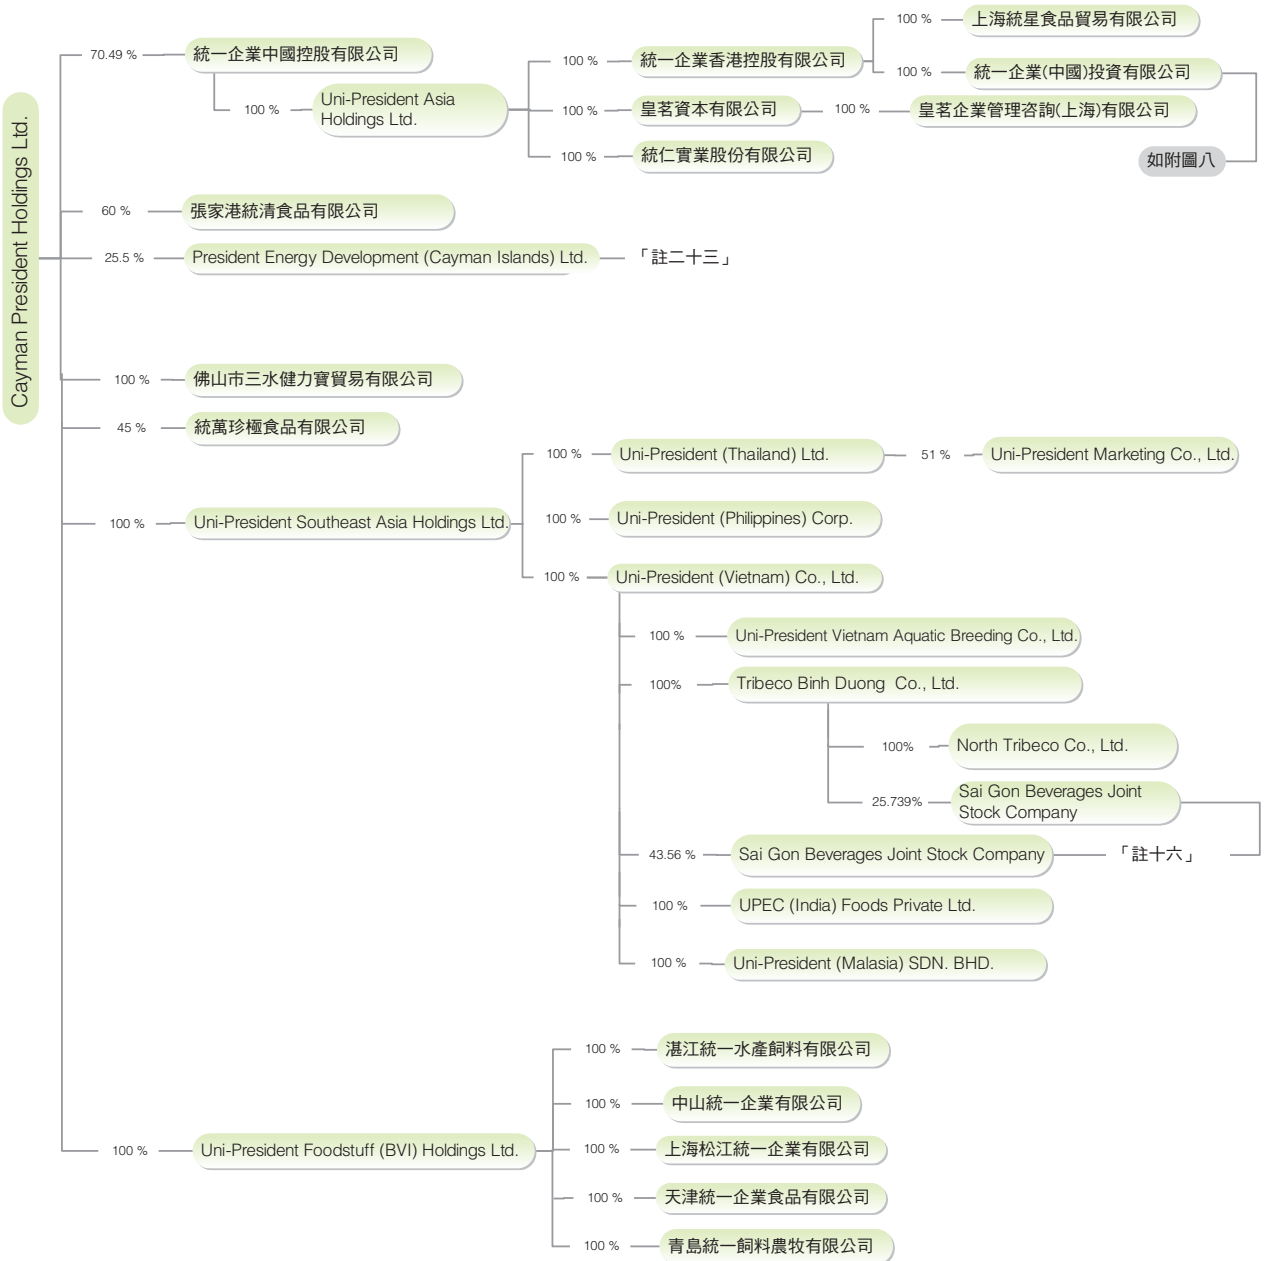 Cayman President Holdings Ltd.
70.49 %
統一企業中國控股有限公司
100 %
Uni-President Asia
Holdings Ltd.
100 %
統一企業香港控股有限公司
100 %
上海統星食品貿易有限公司
100 %
統一企業(中國)投資有限公司
如附圖八
100 %
皇茗資本有限公司
100 %
皇茗企業管理咨詢(上海)有限公司
100 %
統仁實業股份有限公司
60 %
張家港統清食品有限公司
25.5 %
President Energy Development (Cayman Islands) Ltd.
「註二十三」
100 %
佛山市三水健力寶貿易有限公司
45 %
統萬珍極食品有限公司
100 %
Uni-President Southeast Asia Holdings Ltd.
100 %
Uni-President (Thailand) Ltd.
51 %
Uni-President Marketing Co., Ltd.
100 %
Uni-President (Philippines) Corp.
100 %
Uni-President (Vietnam) Co., Ltd.
100 %
Uni-President Vietnam Aquatic Breeding Co., Ltd.
100%
Tribeco Binh Duong Co., Ltd.
100%
North Tribeco Co., Ltd.
25.739%
Sai Gon Beverages Joint
Stock Company
43.56 %
Sai Gon Beverages Joint Stock Company
「註十六」
100 %
UPEC (India) Foods Private Ltd.
100 %
Uni-President (Malasia) SDN. BHD.
100 %
Uni-President Foodstuff (BVI) Holdings Ltd.
100 %
湛江統一水產飼料有限公司
100 %
中山統一企業有限公司
100 %
上海松江統一企業有限公司
100 %
天津統一企業食品有限公司
100 %
青島統一飼料農牧有限公司